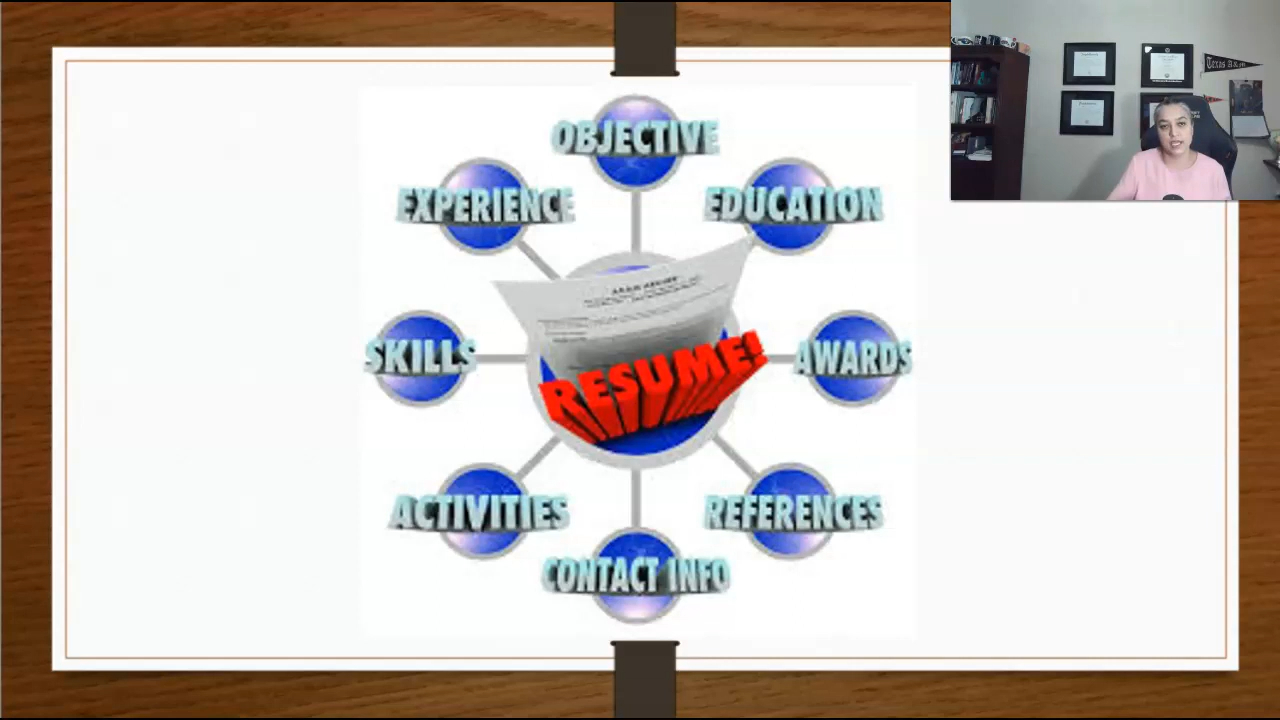 OBJECTIVE
EXPERIENCE
EDUCATION
RESUME!
SKILLS
AWARDS
ACTIVITIES
REFERENCES
CONTACT INFO